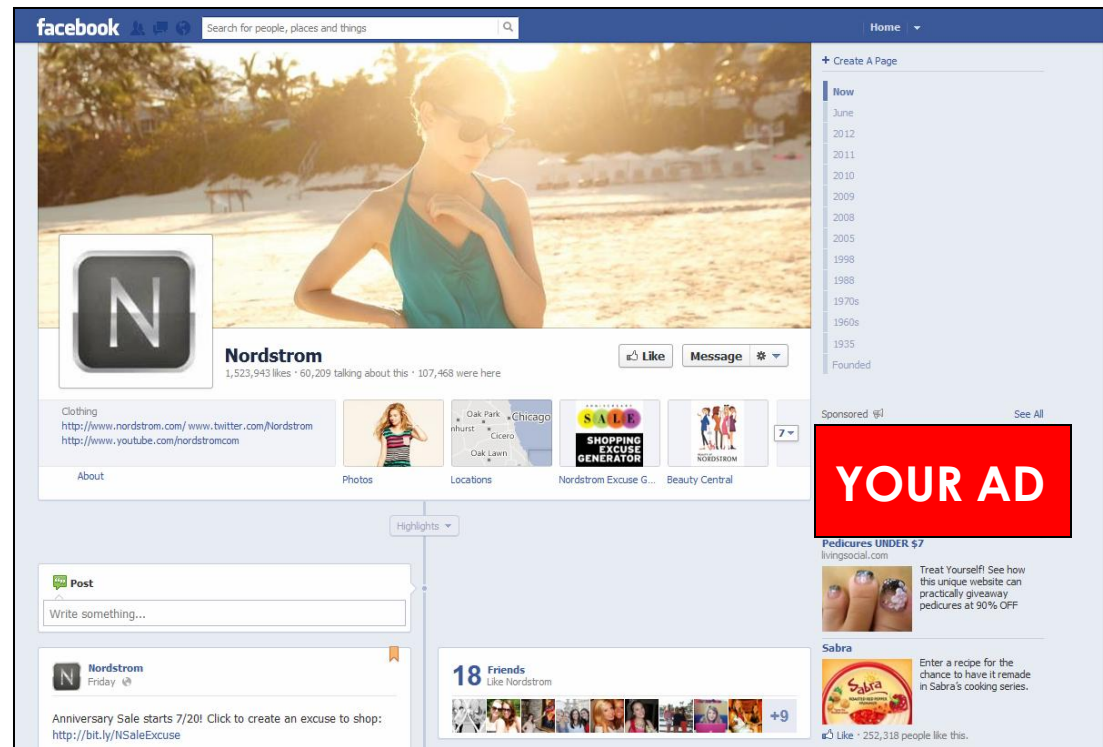 facebook
Search for people, places and things
Home
+ Create A Page
Now
June
2012
2011
2010
2009
2008
2005
1998
1988
1970s
1960s
1935
Founded
N
Nordstrom
1,523,943 likes · 60,209 talking about this · 107,468 were here
Like
Message
Clothing
http://www.nordstrom.com/ www.twitter.com/Nordstrom
http://www.youtube.com/nordstromcom
About
Photos
Oak Park
Chicago
nhurst
Cicero
Oak Lawn
Locations
ANNIVERSARY
SALE
SHOPPING
EXCUSE
GENERATOR
Nordstrom Excuse G...
NORDSTROM
Beauty Central
7
Highlights
Sponsored
See All
YOUR AD
Pedicures UNDER $7
livingsocial.com
Treat Yourself! See how
this unique website can
practically giveaway
pedicures at 90% OFF
Sabra
Sabra
Enter a recipe for the
chance to have it remade
in Sabra's cooking series.
Like · 252,318 people like this.
Post
Write something...
N
Nordstrom
Friday
Anniversary Sale starts 7/20! Click to create an excuse to shop:
http://bit.ly/NSaleExcuse
18 Friends
Like Nordstrom
+9